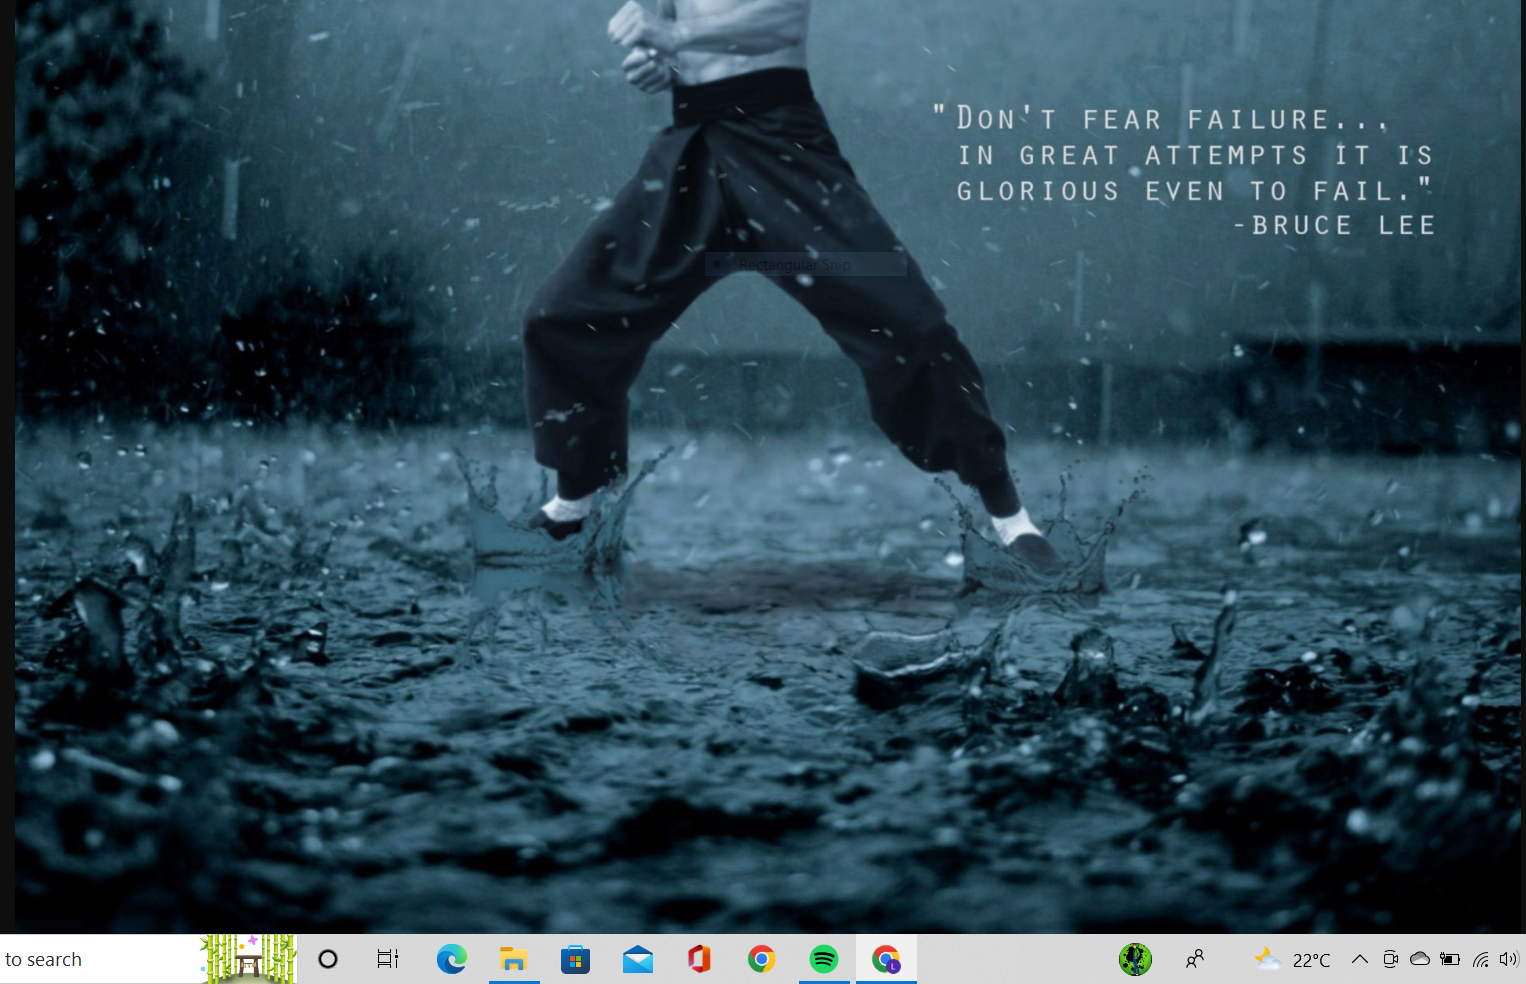 "Don't fear failure...
in great attempts it is
glorious even to fail."
-Bruce Lee
Rectangular Snip
to search
L
22°C